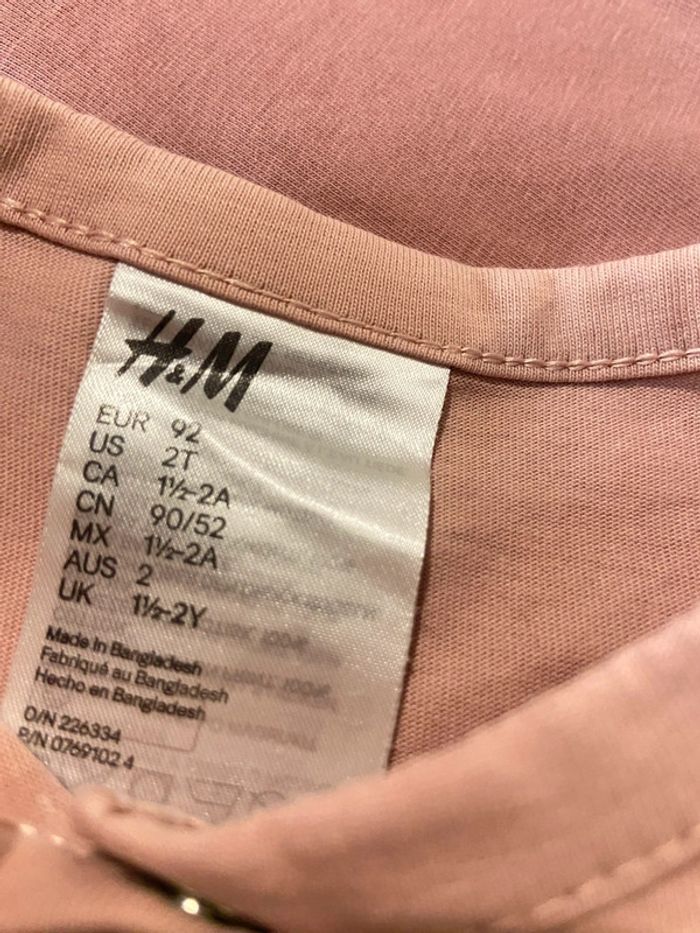 H&M
EUR 92
US 2T
CA 1½-2A
CN 90/52
MX 1½-2A
AUS 2
UK 1½-2Y
Made in Bangladesh
Fabriqué au Bangladesh
Hecho en Bangladesh
O/N 226334
P/N 0769102 4